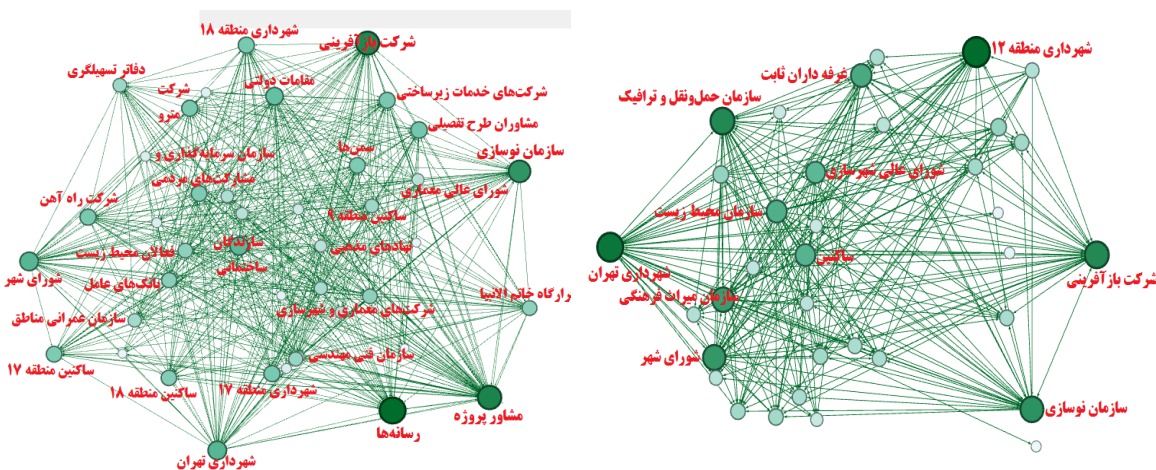 شهرداری منطقه ۱۸
شرکت بازآفرینی
دفاتر تسهیلگری
مقامات دولتی
شرکت
مترو
شرکت‌های خدمات زیرساختی
مشاوران طرح تفصیلی
سازمان سرمایه‌گذاری و
مشارکت‌های مردمی
سمن‌ها
سازمان نوسازی
شورای عالی معماری
شرکت راه آهن
ساکنین منطقه ۹
فعالان محیط زیست
سازندگان
ساختمانی
نهادهای مذهبی
شورای شهر
بانک‌های عامل
شرکت‌های معماری و شهرسازی
رارگاه خاتم الانبیا
سازمان عمرانی مناطق
سازمان فنی مهندسی
ساکنین منطقه ۱۷
ساکنین منطقه ۱۸
شهرداری منطقه ۱۷
مشاور پروژه
رسانه‌ها
شهرداری تهران
شهرداری منطقه ۱۲
غرفه داران ثابت
سازمان حمل‌ونقل و ترافیک
شورای عالی شهرسازی
سازمان محیط زیست
ساکنین
شهرداری تهران
شرکت بازآفرینی
سازمان میراث فرهنگی
شورای شهر
سازمان نوسازی